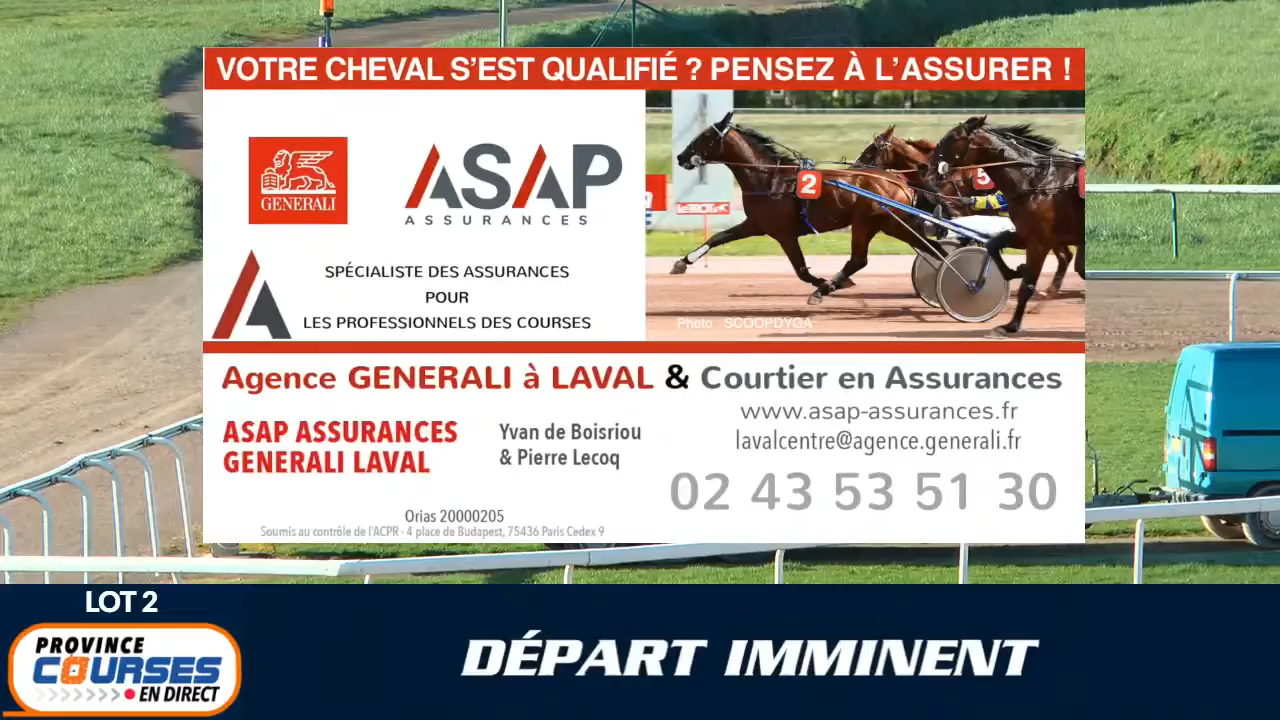 VOTRE CHEVAL S'EST QUALIFIÉ ? PENSEZ À L'ASSURER !
GENERALI
ASAP
ASSURANCES
SPÉCIALISTE DES ASSURANCES
POUR
LES PROFESSIONNELS DES COURSES
2
5
Photo : SCOOPDYGA
Agence GENERALI à LAVAL & Courtier en Assurances
ASAP ASSURANCES
GENERALI LAVAL
Yvan de Boisriou
& Pierre Lecoq
www.asap-assurances.fr
lavalcentre@agence.generali.fr
02 43 53 51 30
Orias 20000205
Soumis au contrôle de l'ACPR - 4 place de Budapest, 75436 Paris Cedex 9
LOT 2
PROVINCE
COURSES
EN DIRECT
DÉPART IMMINENT